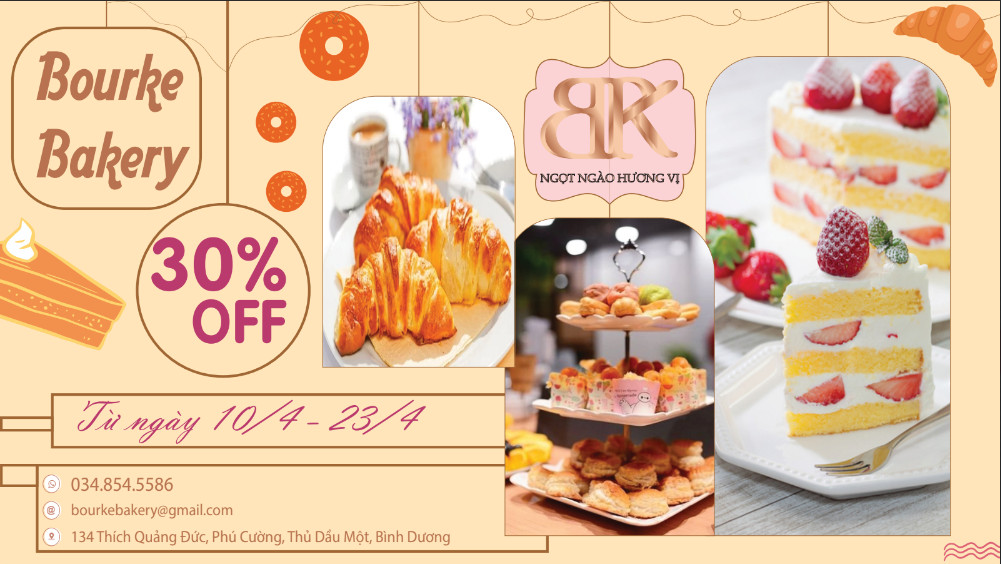 Bourke
Bakery
30%
OFF
BK
NGỌT NGÀO HƯƠNG VỊ
Từ ngày 10/4 - 23/4
034.854.5586
bourkebakery@gmail.com
134 Thích Quảng Đức, Phú Cường, Thủ Dầu Một, Bình Dương